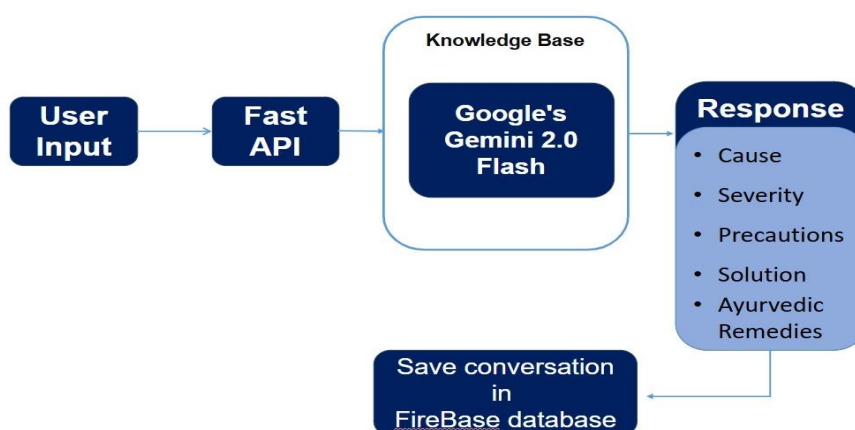 Knowledge Base
User
Input
Fast
API
Google's
Gemini 2.0
Flash
Response
• Cause
• Severity
• Precautions
• Solution
• Ayurvedic
Remedies
Save conversation
in
FireBase database